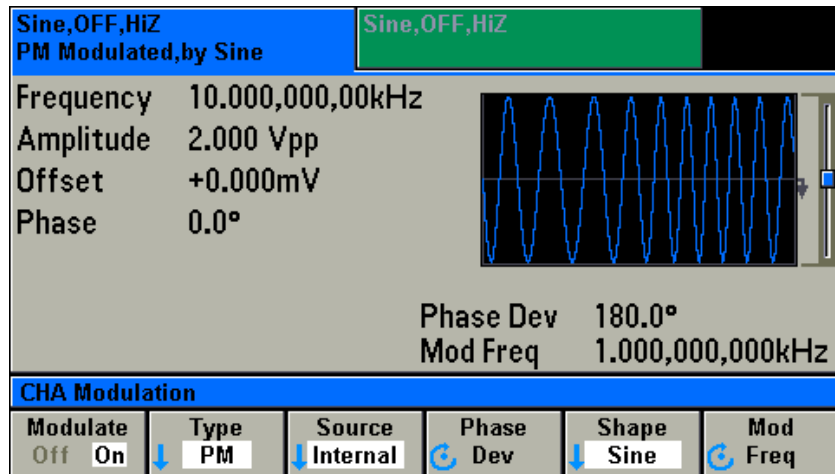 Sine,OFF,HiZ
PM Modulated,by Sine
Sine,OFF,HiZ
Frequency 10.000,000,00kHz
Amplitude 2.000 Vpp
Offset +0.000mV
Phase 0.0°
Phase Dev 180.0°
Mod Freq 1.000,000,000kHz
CHA Modulation
Modulate
Off On
Type
PM
Source
Internal
Phase
Dev
Shape
Sine
Mod
Freq